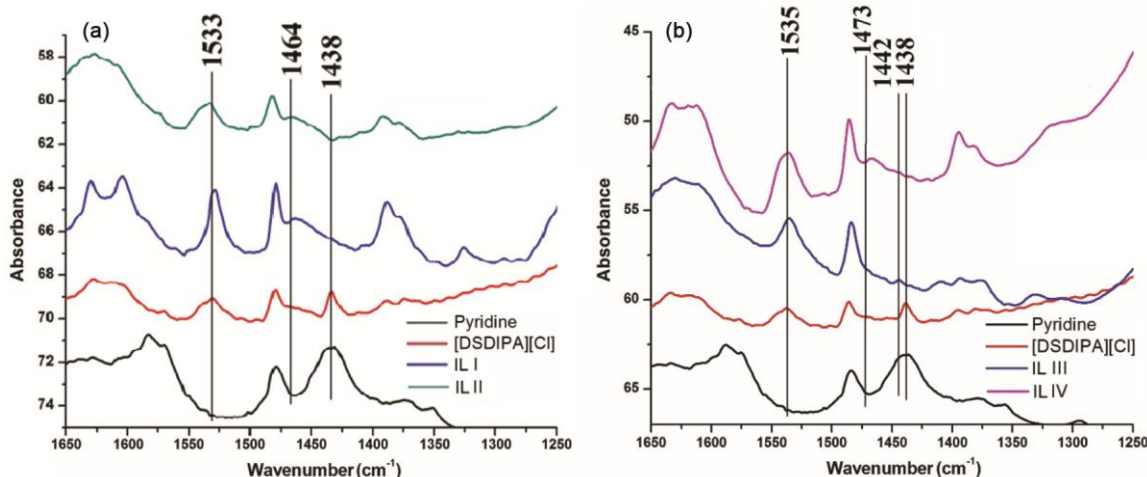 (a)
1533
1464
1438
58
60
62
64
66
68
70
72
74
Absorbance
Pyridine
[DSDIPA][Cl]
IL I
IL II
1650 1600 1550 1500 1450 1400 1350 1300 1250
Wavenumber (cm⁻¹)
(b)
1535
1473
1442
1438
45
50
55
60
65
Absorbance
Pyridine
[DSDIPA][Cl]
IL III
IL IV
1650 1600 1550 1500 1450 1400 1350 1300 1250
Wavenumber (cm⁻¹)